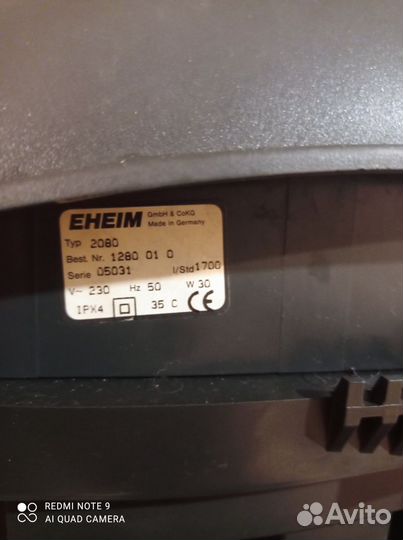 EHEIM GmbH & CoKG
Made in Germany
Typ 2080
Best. Nr. 1280 01 0
Serie 05031 l/Std 1700
V~ 230 Hz 50 W 30
IPX4 35 C CE
REDMI NOTE 9
AI QUAD CAMERA
Avito